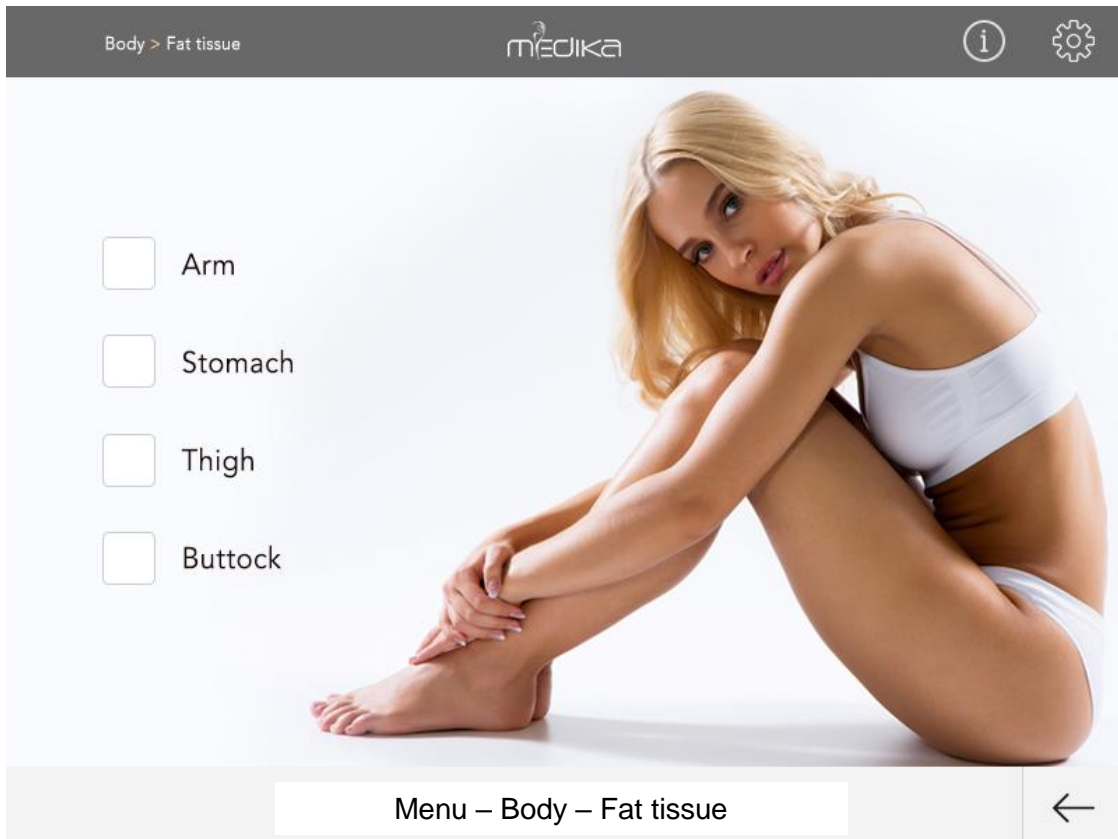 Body > Fat tissue
mEDIKa
i
Arm
Stomach
Thigh
Buttock
Menu – Body – Fat tissue